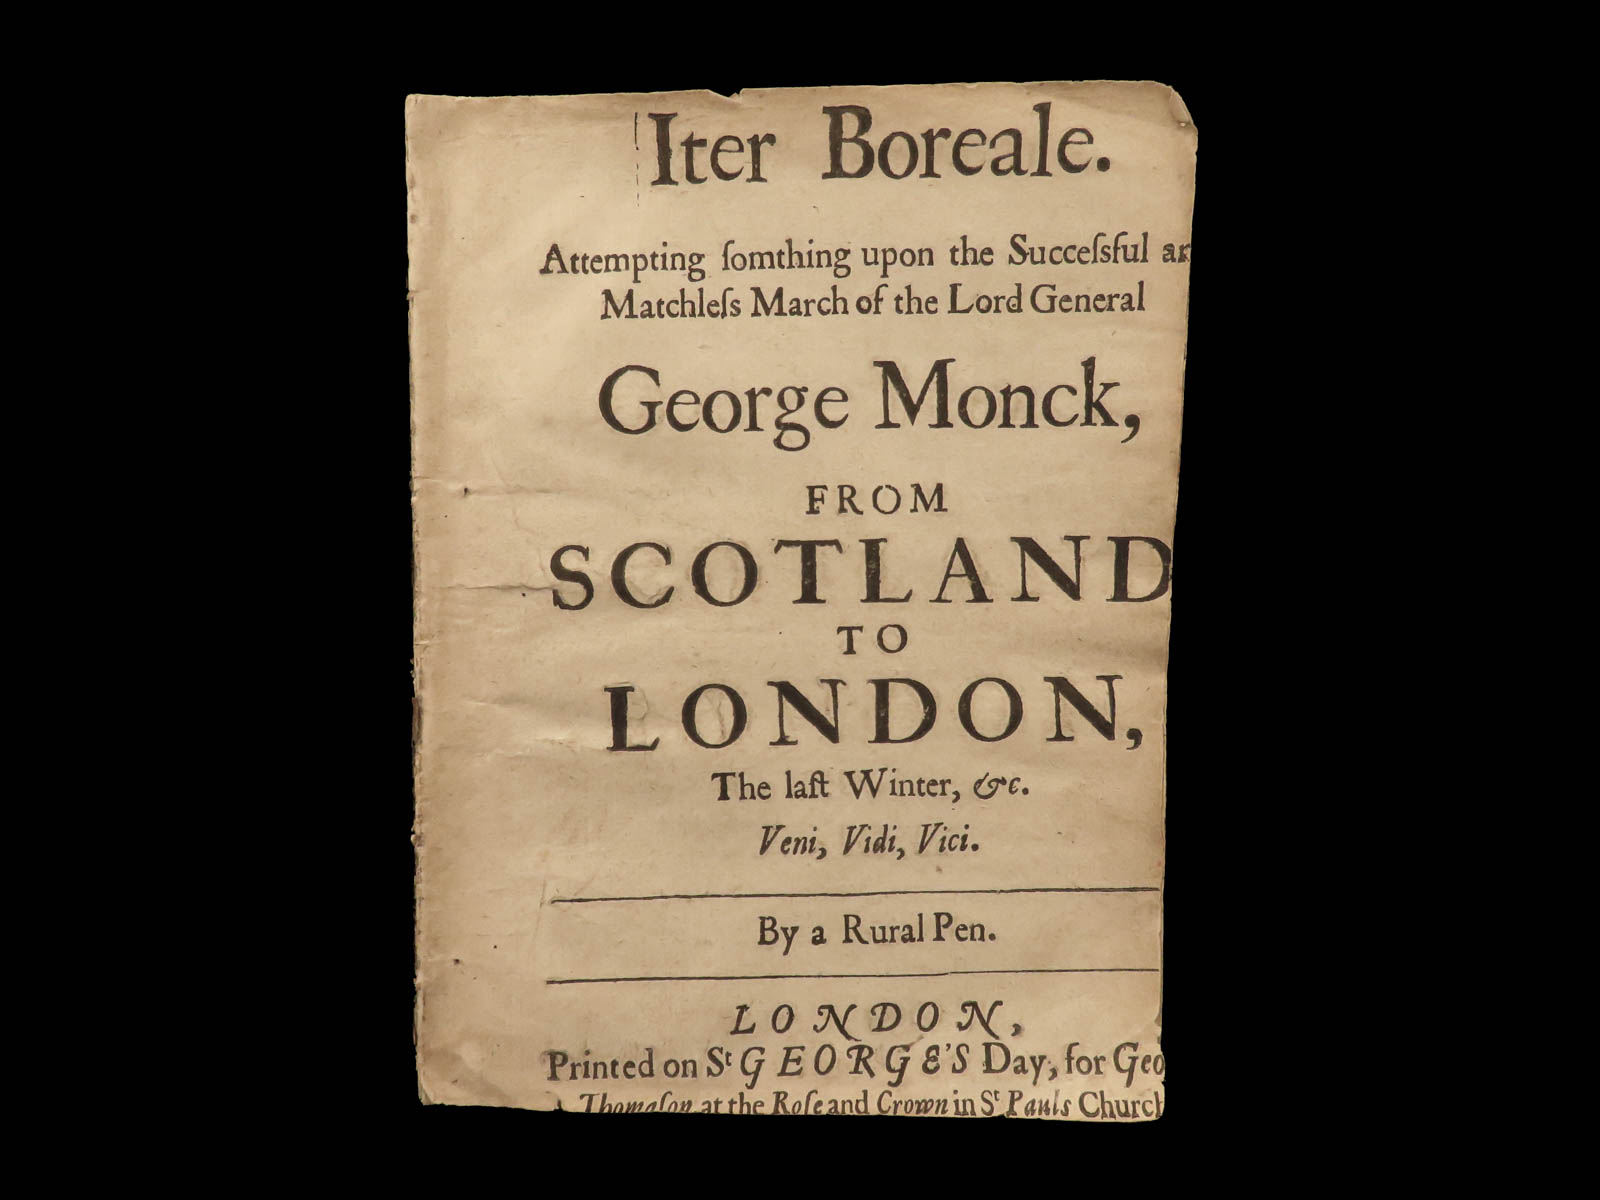 Iter Boreale.
Attempting ſomthing upon the Succeſsful an
Matchleſs March of the Lord General
George Monck,
FROM
SCOTLAND
TO
LONDON,
The laſt Winter, &c.
Veni, Vidi, Vici.
By a Rural Pen.
LONDON,
Printed on St GEORGE'S Day, for Geo
Thomaſon at the Roſe and Crown in St Pauls Church